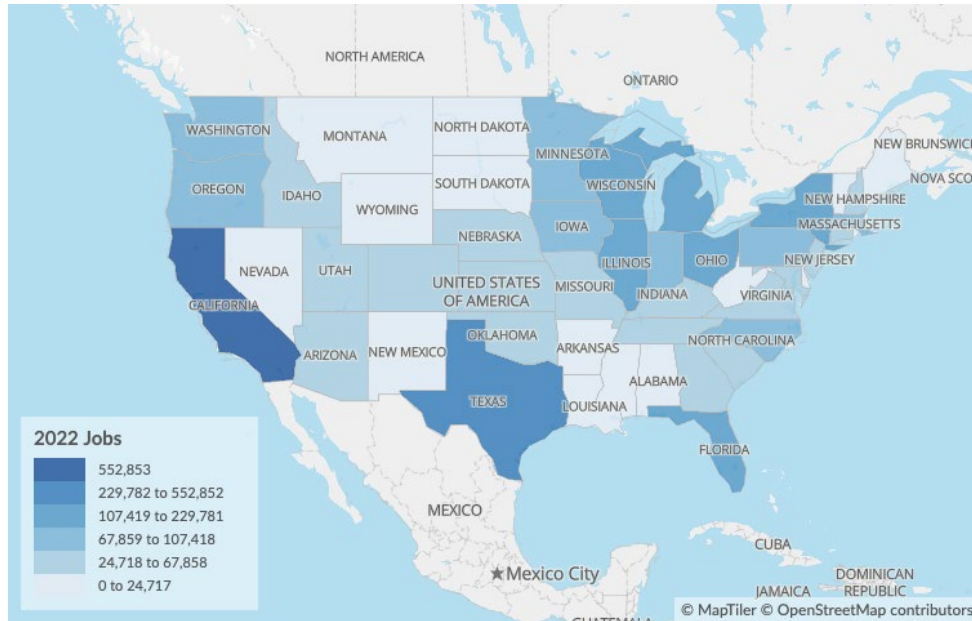 NORTH AMERICA
ONTARIO
WASHINGTON
MONTANA
NORTH DAKOTA
MINNESOTA
NEW BRUNSWICK
NOVA SCO
OREGON
IDAHO
SOUTH DAKOTA
WISCONSIN
NEW HAMPSHIRE
WYOMING
MASSACHUSETTS
NEBRASKA
IOWA
NEVADA
UTAH
UNITED STATES
OF AMERICA
ILLINOIS
OHIO
NEW JERSEY
MISSOURI
INDIANA
VIRGINIA
CALIFORNIA
ARIZONA
NEW MEXICO
OKLAHOMA
ARKANSAS
NORTH CAROLINA
ALABAMA
TEXAS
LOUISIANA
FLORIDA
2022 Jobs
552,853
229,782 to 552,852
107,419 to 229,781
67,859 to 107,418
24,718 to 67,858
0 to 24,717
MEXICO
CUBA
Mexico City
JAMAICA
DOMINICAN
REPUBLIC
GUATEMALA
© MapTiler © OpenStreetMap contributors